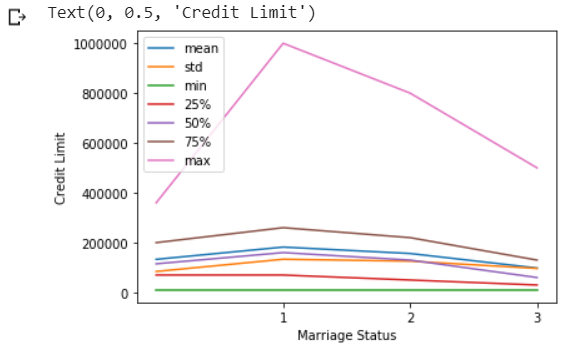 Text(0, 0.5, 'Credit Limit')
1000000
800000
600000
400000
200000
0
Credit Limit
mean
std
min
25%
50%
75%
max
1
2
3
Marriage Status